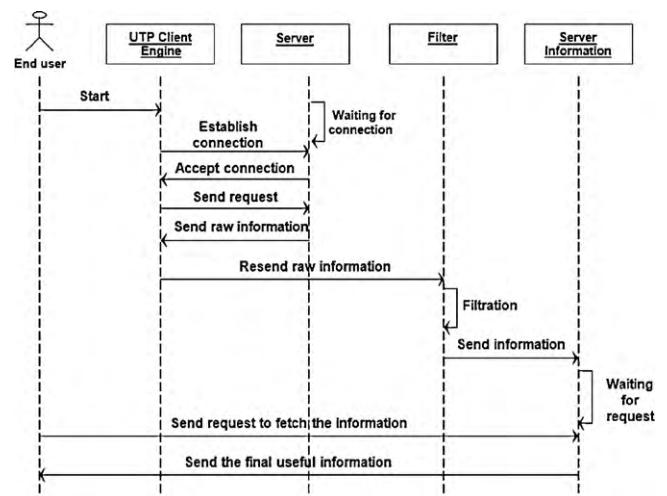 UTP Client
Engine
Server
Filter
Server
Information
End user
Start
Waiting for
connection
Establish
connection
Accept connection
Send request
Send raw information
Resend raw information
Filtration
Send information
Waiting
for
request
Send request to fetch the information
Send the final useful information